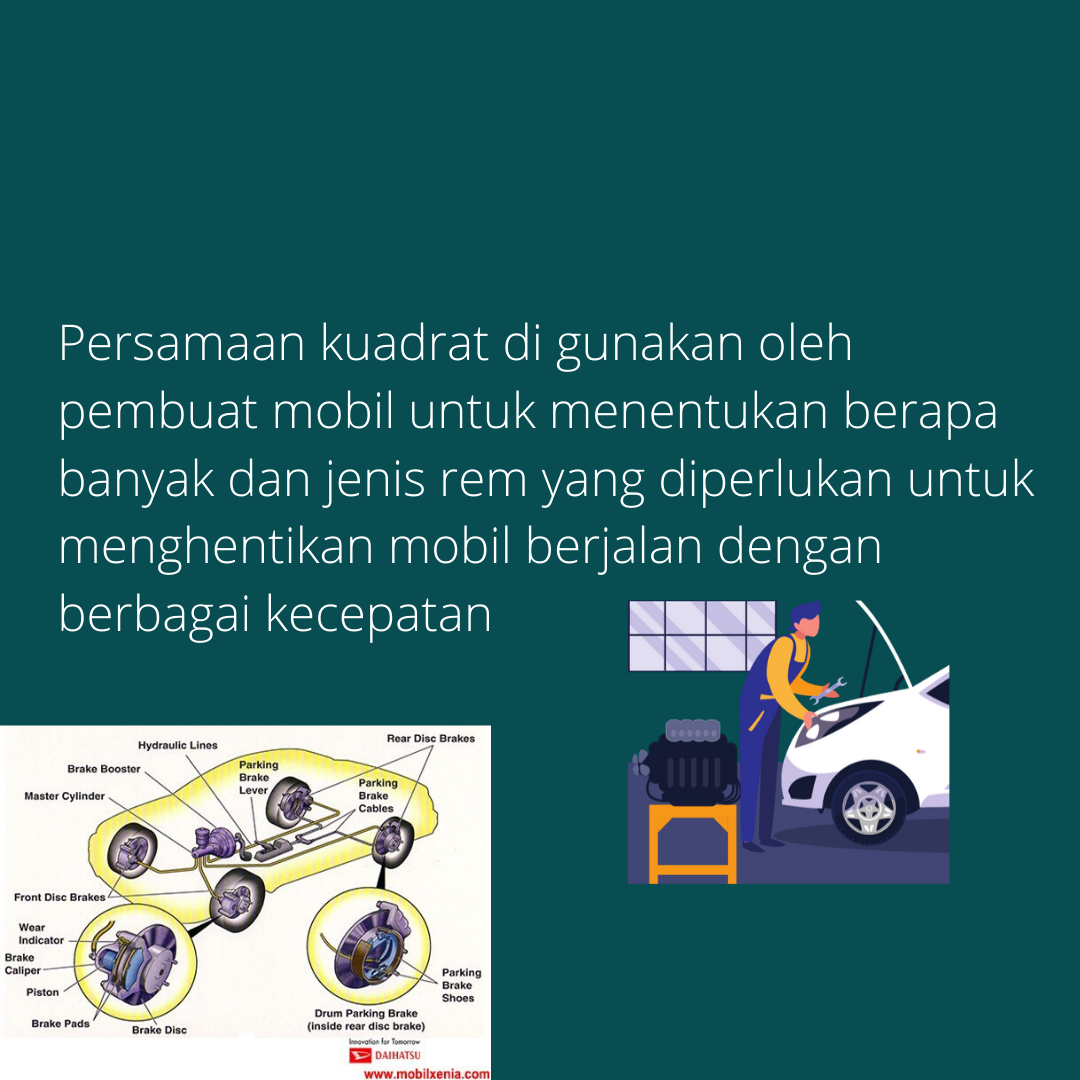 Persamaan kuadrat di gunakan oleh
pembuat mobil untuk menentukan berapa
banyak dan jenis rem yang diperlukan untuk
menghentikan mobil berjalan dengan
berbagai kecepatan
Hydraulic Lines
Rear Disc Brakes
Brake Booster
Parking
Brake
Lever
Master Cylinder
Parking
Brake
Cables
Front Disc Brakes
Wear
Indicator
Brake
Caliper
Piston
Brake Pads
Brake Disc
Parking
Brake
Shoes
Drum Parking Brake
(inside rear disc brake)
Innovation for Tomorrow
DAIHATSU
www.mobilxenia.com